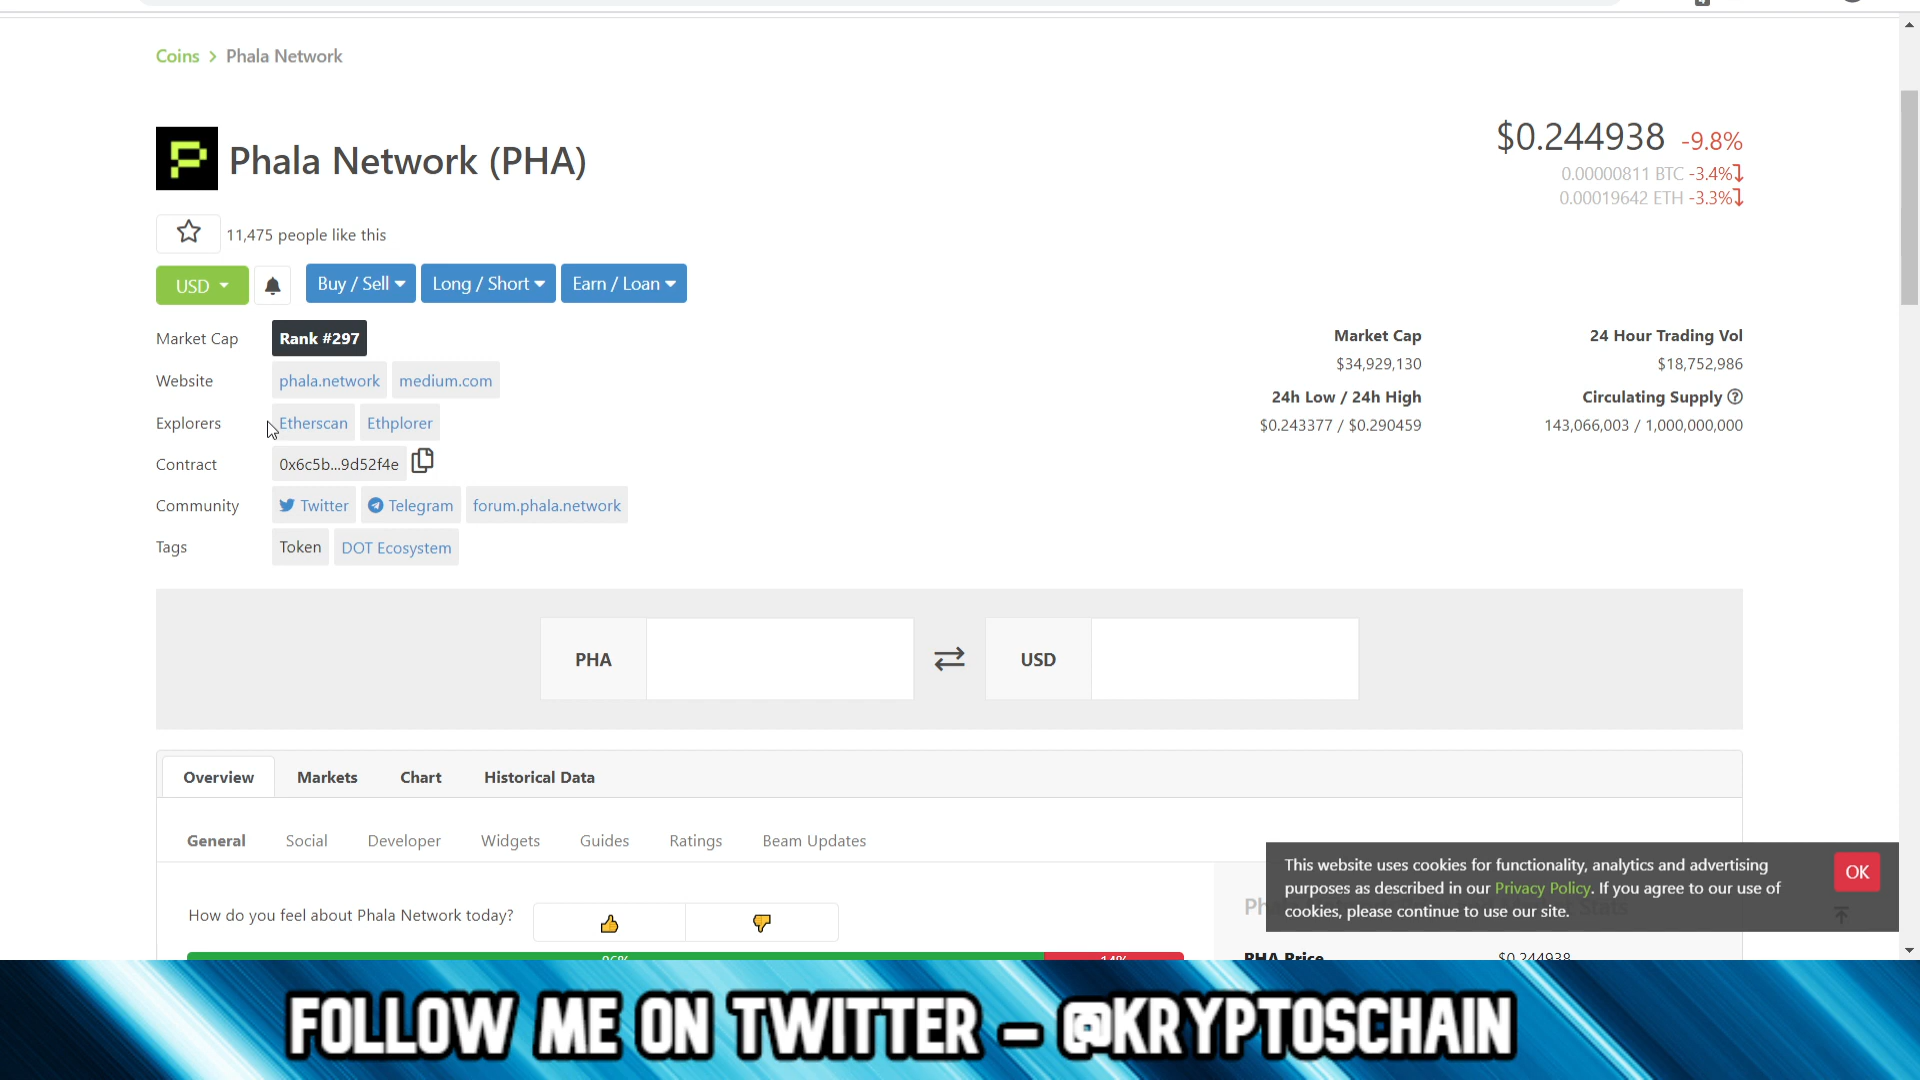 Coins > Phala Network
Phala Network (PHA)
$0.244938 -9.8%
0.00000811 BTC -3.4%
0.00019642 ETH -3.3%
11,475 people like this
USD
Buy / Sell
Long / Short
Earn / Loan
Market Cap Rank #297
Website phala.network medium.com
Explorers Etherscan Ethplorer
Contract 0x6c5b...9d52f4e
Community Twitter Telegram forum.phala.network
Tags Token DOT Ecosystem
Market Cap
$34,929,130
24 Hour Trading Vol
$18,752,986
24h Low / 24h High
$0.243377 / $0.290459
Circulating Supply
143,066,003 / 1,000,000,000
PHA USD
Overview Markets Chart Historical Data
General Social Developer Widgets Guides Ratings Beam Updates
How do you feel about Phala Network today?
This website uses cookies for functionality, analytics and advertising
purposes as described in our Privacy Policy. If you agree to our use of
cookies, please continue to use our site.
OK
PHA Price $0.244938
FOLLOW ME ON TWITTER – @KRYPTOSCHAIN